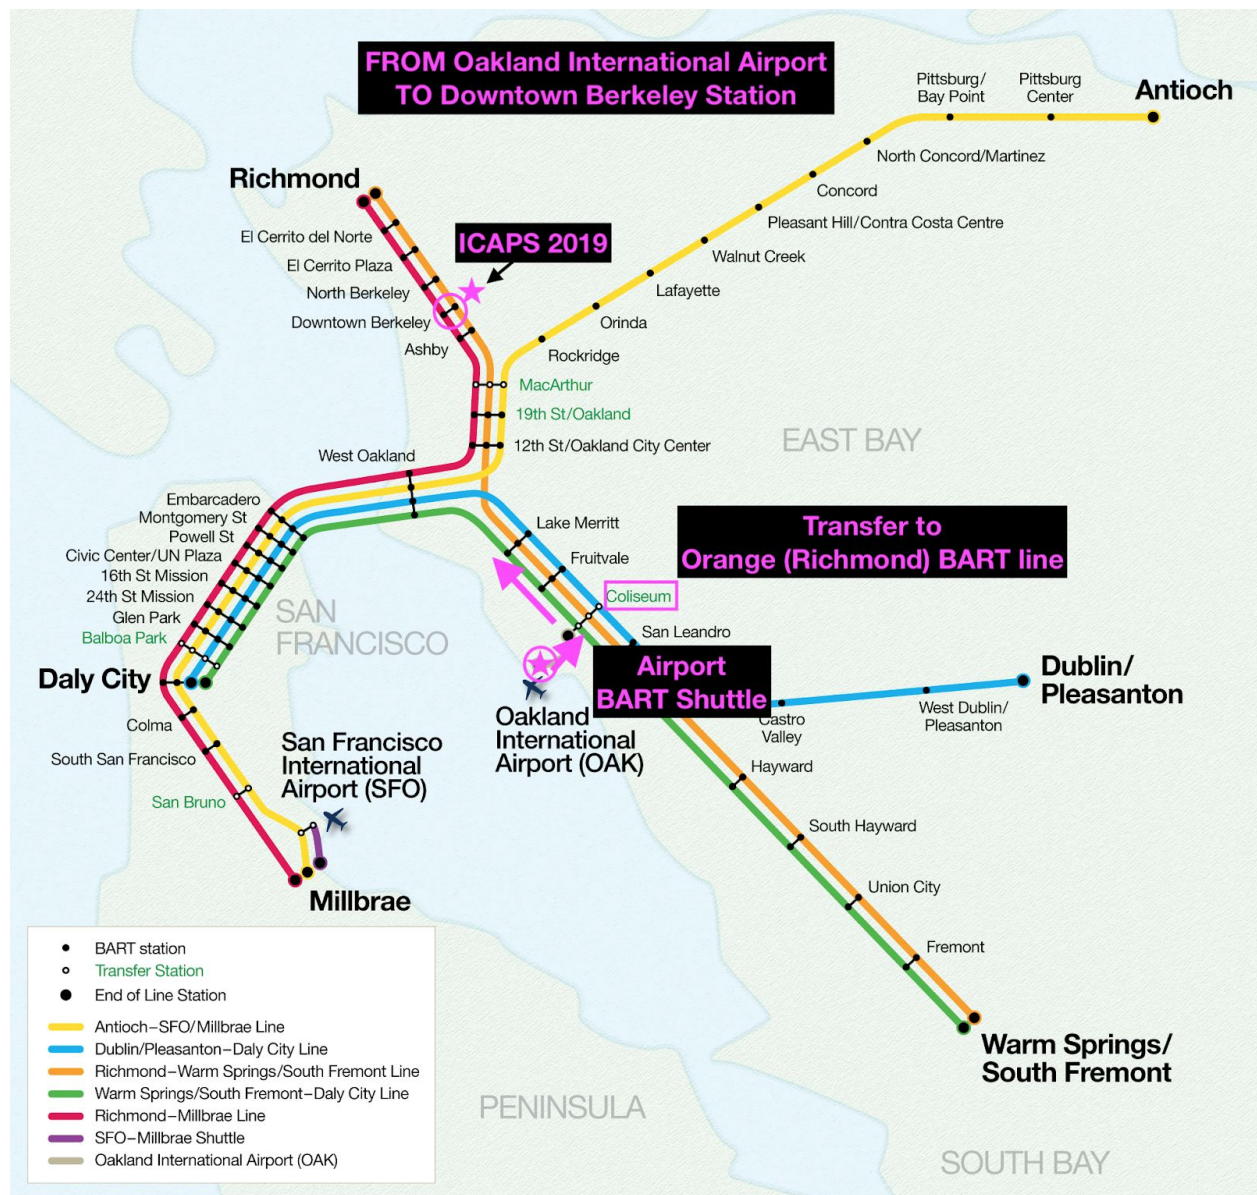 FROM Oakland International Airport
TO Downtown Berkeley Station
Pittsburg/
Bay Point
Pittsburg
Center
Antioch
North Concord/Martinez
Concord
Pleasant Hill/Contra Costa Centre
Walnut Creek
Lafayette
Orinda
Rockridge
Richmond
El Cerrito del Norte
El Cerrito Plaza
North Berkeley
Downtown Berkeley
Ashby
ICAPS 2019
MacArthur
19th St/Oakland
12th St/Oakland City Center
EAST BAY
West Oakland
Embarcadero
Montgomery St
Powell St
Civic Center/UN Plaza
16th St Mission
24th St Mission
Glen Park
Balboa Park
Daly City
SAN
FRANCISCO
Lake Merritt
Fruitvale
Coliseum
San Leandro
Transfer to
Orange (Richmond) BART line
Airport
BART Shuttle
Oakland
International
Airport (OAK)
Castro
Valley
West Dublin/
Pleasanton
Dublin/
Pleasanton
Hayward
South Hayward
Union City
Fremont
Warm Springs/
South Fremont
Colma
South San Francisco
San Bruno
San Francisco
International
Airport (SFO)
Millbrae
BART station
Transfer Station
End of Line Station
Antioch–SFO/Millbrae Line
Dublin/Pleasanton–Daly City Line
Richmond–Warm Springs/South Fremont Line
Warm Springs/South Fremont–Daly City Line
Richmond–Millbrae Line
SFO–Millbrae Shuttle
Oakland International Airport (OAK)
PENINSULA
SOUTH BAY